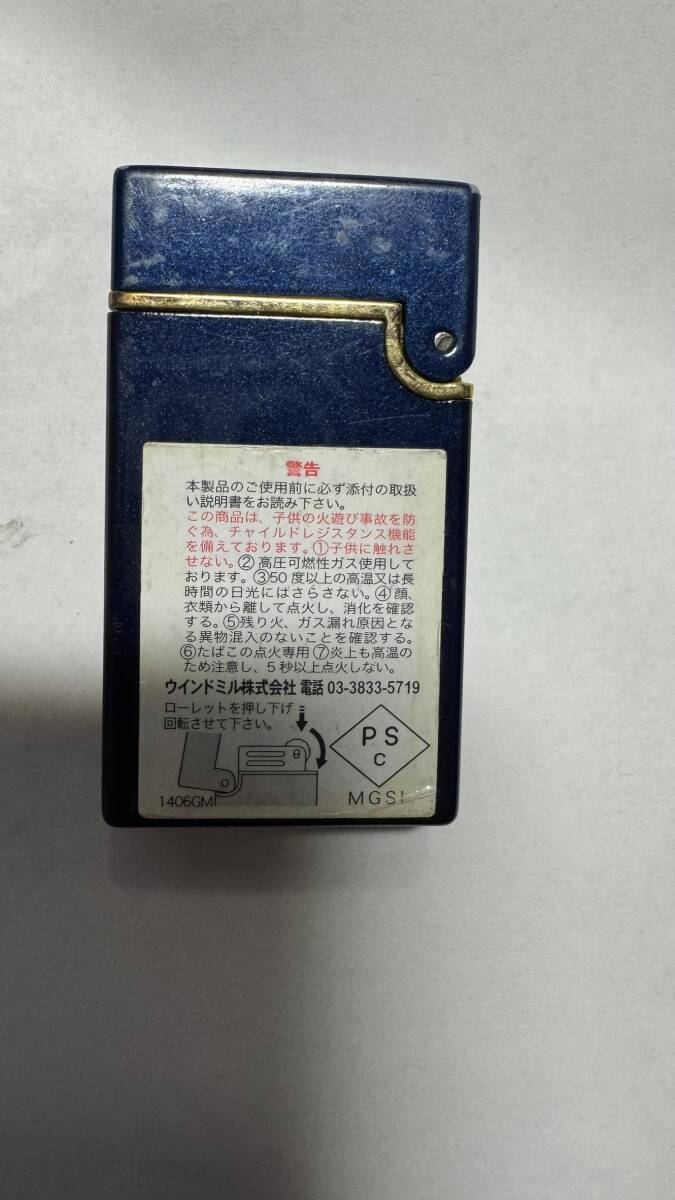 警告
本製品のご使用前に必ず添付の取扱
い説明書をお読み下さい。
この商品は、子供の火遊び事故を防
ぐ為、チャイルドレジスタンス機能
を備えております。①子供に触れさ
せない。②高圧可燃性ガス使用して
おります。③50度以上の高温又は長
時間の日光にはさらさない。④顔、
衣類から離して点火し、消化を確認
する。⑤残り火、ガス漏れ原因とな
る異物混入のないことを確認する。
⑥たばこの点火専用⑦炎上も高温の
ため注意し、5秒以上点火しない。
ウインドミル株式会社 電話 03-3833-5719
ローレットを押し下げ
回転させて下さい。
PS
C
1406GM
MGSI